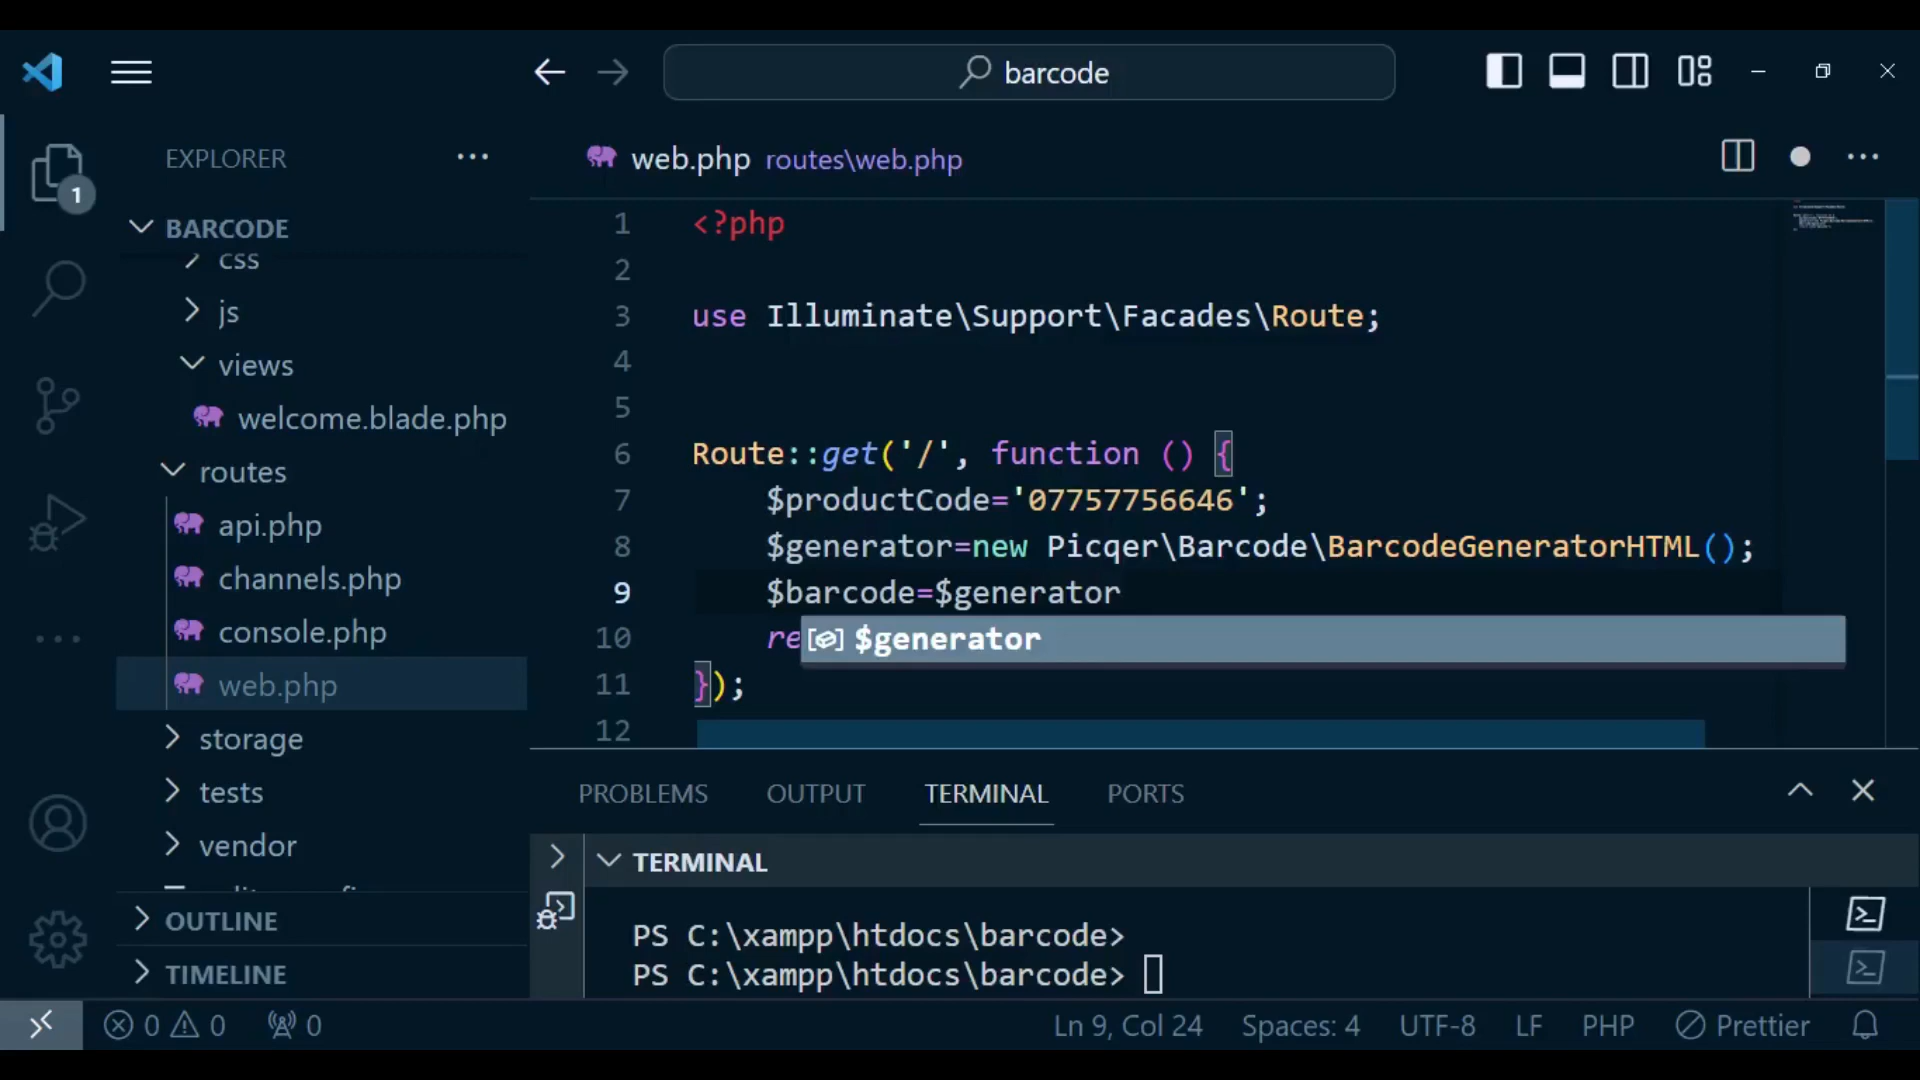 barcode
1
EXPLORER
BARCODE
css
js
views
welcome.blade.php
routes
api.php
channels.php
console.php
web.php
storage
tests
vendor
OUTLINE
TIMELINE
web.php routes\web.php
1 <?php
2
3 use Illuminate\Support\Facades\Route;
4
5
6 Route::get('/', function () {
7 $productCode='07757756646';
8 $generator=new Picqer\Barcode\BarcodeGeneratorHTML();
9 $barcode=$generator
10 re $generator
11 });
12
PROBLEMS OUTPUT TERMINAL PORTS
TERMINAL
PS C:\xampp\htdocs\barcode>
PS C:\xampp\htdocs\barcode>
0 0 0 Ln 9, Col 24 Spaces: 4 UTF-8 LF PHP Prettier